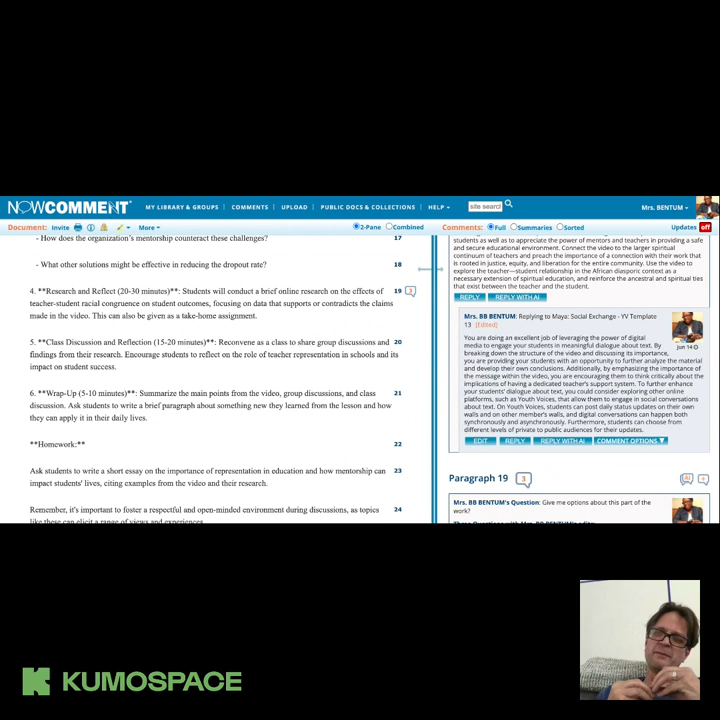 NOWCOMMENT®
MY LIBRARY & GROUPS | COMMENTS | UPLOAD | PUBLIC DOCS & COLLECTIONS | HELP
site search
Mrs. BENTUM
Document: Invite
More
2-Pane Combined
Comments: Full Summaries Sorted
Updates off
- How does the organization's mentorship counteract these challenges?
17
- What other solutions might be effective in reducing the dropout rate?
18
4. **Research and Reflect (20-30 minutes)**: Students will conduct a brief online research on the effects of
19
3
teacher-student racial congruence on student outcomes, focusing on data that supports or contradicts the claims
made in the video. This can also be given as a take-home assignment.
5. **Class Discussion and Reflection (15-20 minutes)**: Reconvene as a class to share group discussions and
20
findings from their research. Encourage students to reflect on the role of teacher representation in schools and its
impact on student success.
6. **Wrap-Up (5-10 minutes)**: Summarize the main points from the video, group discussions, and class
21
discussion. Ask students to write a brief paragraph about something new they learned from the lesson and how
they can apply it in their daily lives.
**Homework:**
22
Ask students to write a short essay on the importance of representation in education and how mentorship can
23
impact students' lives, citing examples from the video and their research.
Remember, it's important to foster a respectful and open-minded environment during discussions, as topics
24
like these can elicit a range of views and experiences.
students as well as to appreciate the power of mentors and teachers in providing a safe
and secure educational environment. Connect the video to the larger spiritual
continuum of teachers and preach the importance of a connection with their work that
is rooted in justice, equity, and liberation for the entire community. Use the video to
explore the teacher—student relationship in the African diasporic context as a
necessary extension of spiritual education, and reinforce the ancestral and spiritual ties
that exist between the teacher and the student.
REPLY REPLY WITH AI
Mrs. BB BENTUM: Replying to Maya: Social Exchange - YV Template
13 [Edited]
Jun 14
You are doing an excellent job of leveraging the power of digital
media to engage your students in meaningful dialogue about text. By
breaking down the structure of the video and discussing its importance,
you are providing your students with an opportunity to further analyze the material
and develop their own conclusions. Additionally, by emphasizing the importance of
the message within the video, you are encouraging them to think critically about the
implications of having a dedicated teacher's support system. To further enhance
your students' dialogue about text, you could consider exploring other online
platforms, such as Youth Voices, that allow them to engage in social conversations
about text. On Youth Voices, students can post daily status updates on their own
walls and on other member's walls, and digital conversations can happen both
synchronously and asynchronously. Furthermore, students can choose from
different levels of private to public audiences for their updates.
EDIT REPLY REPLY WITH AI COMMENT OPTIONS
Paragraph 19 3
AI
Mrs. BB BENTUM's Question: Give me options about this part of the
work?
KUMOSPACE